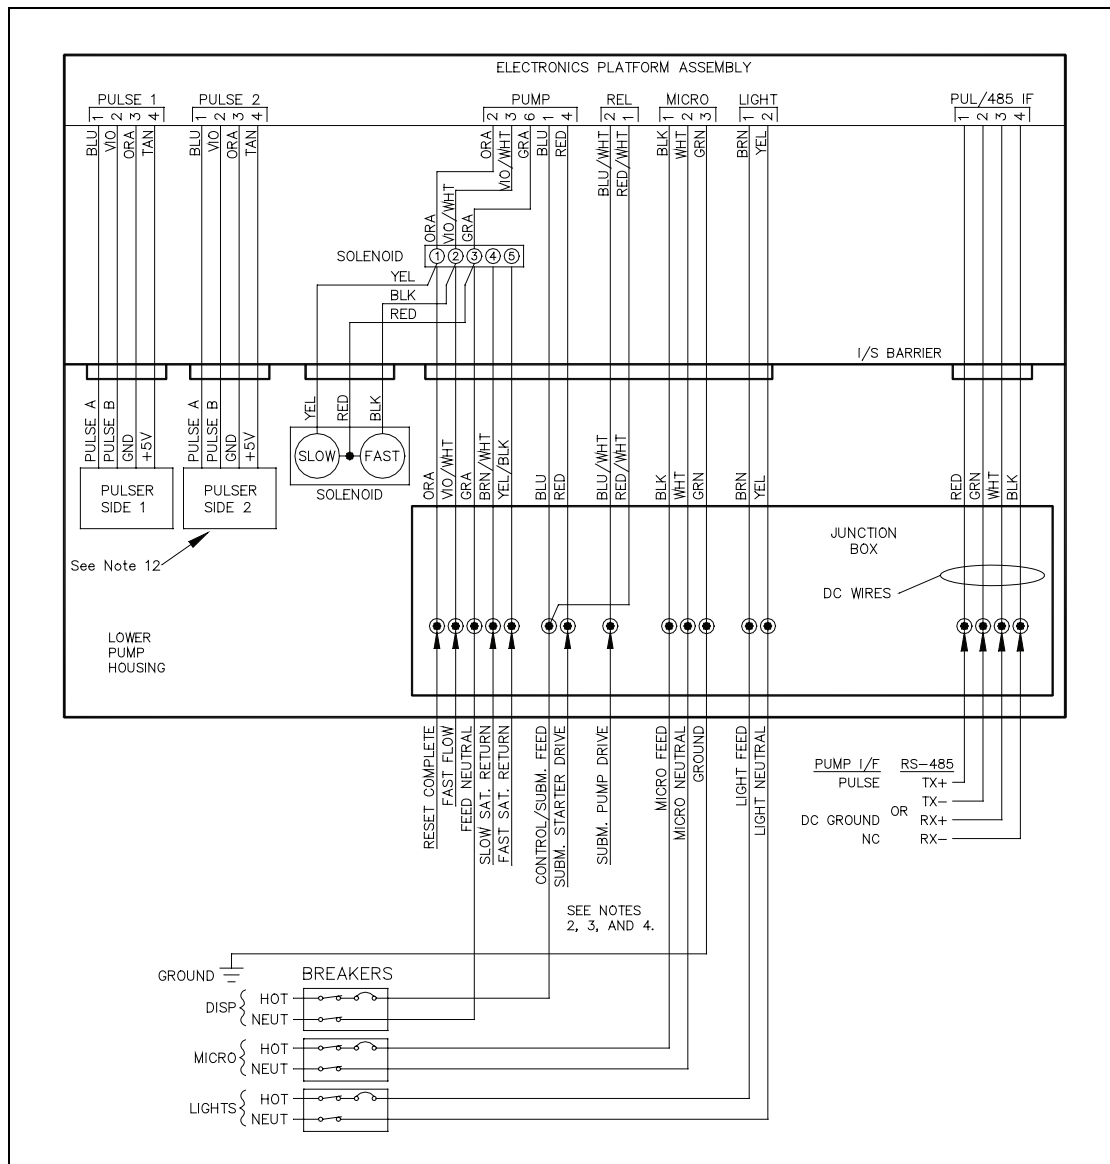 ELECTRONICS PLATFORM ASSEMBLY
PULSE 1
PULSE 2
PUMP
REL
MICRO
LIGHT
PUL/485 IF
1 2 3 4
1 2 3 4
2 3 6 1 4
2 1
1 2 3
1 2
1 2 3 4
BLU
VIO
ORA
TAN
BLU
VIO
ORA
TAN
ORA
VIO/WHT
GRA
BLU
RED
BLU/WHT
RED/WHT
BLK
WHT
GRN
BRN
YEL
ORA
VIO/WHT
GRA
SOLENOID
1 2 3 4 5
YEL
BLK
RED
I/S BARRIER
PULSE A
PULSE B
GND
+5V
PULSE A
PULSE B
GND
+5V
YEL
RED
BLK
ORA
VIO/WHT
GRA
BRN/WHT
YEL/BLK
BLU
RED
BLU/WHT
RED/WHT
BLK
WHT
GRN
BRN
YEL
RED
GRN
WHT
BLK
PULSER
SIDE 1
PULSER
SIDE 2
SLOW
FAST
SOLENOID
See Note 12
JUNCTION
BOX
DC WIRES
LOWER
PUMP
HOUSING
RESET COMPLETE
FAST FLOW
FEED NEUTRAL
SLOW SAT. RETURN
FAST SAT. RETURN
CONTROL/SUBM. FEED
SUBM. STARTER DRIVE
SUBM. PUMP DRIVE
MICRO FEED
MICRO NEUTRAL
GROUND
LIGHT FEED
LIGHT NEUTRAL
PUMP I/F
RS-485
PULSE
TX+
TX-
OR
DC GROUND
RX+
NC
RX-
SEE NOTES
2, 3, AND 4.
GROUND
BREAKERS
DISP
HOT
NEUT
MICRO
HOT
NEUT
LIGHTS
HOT
NEUT